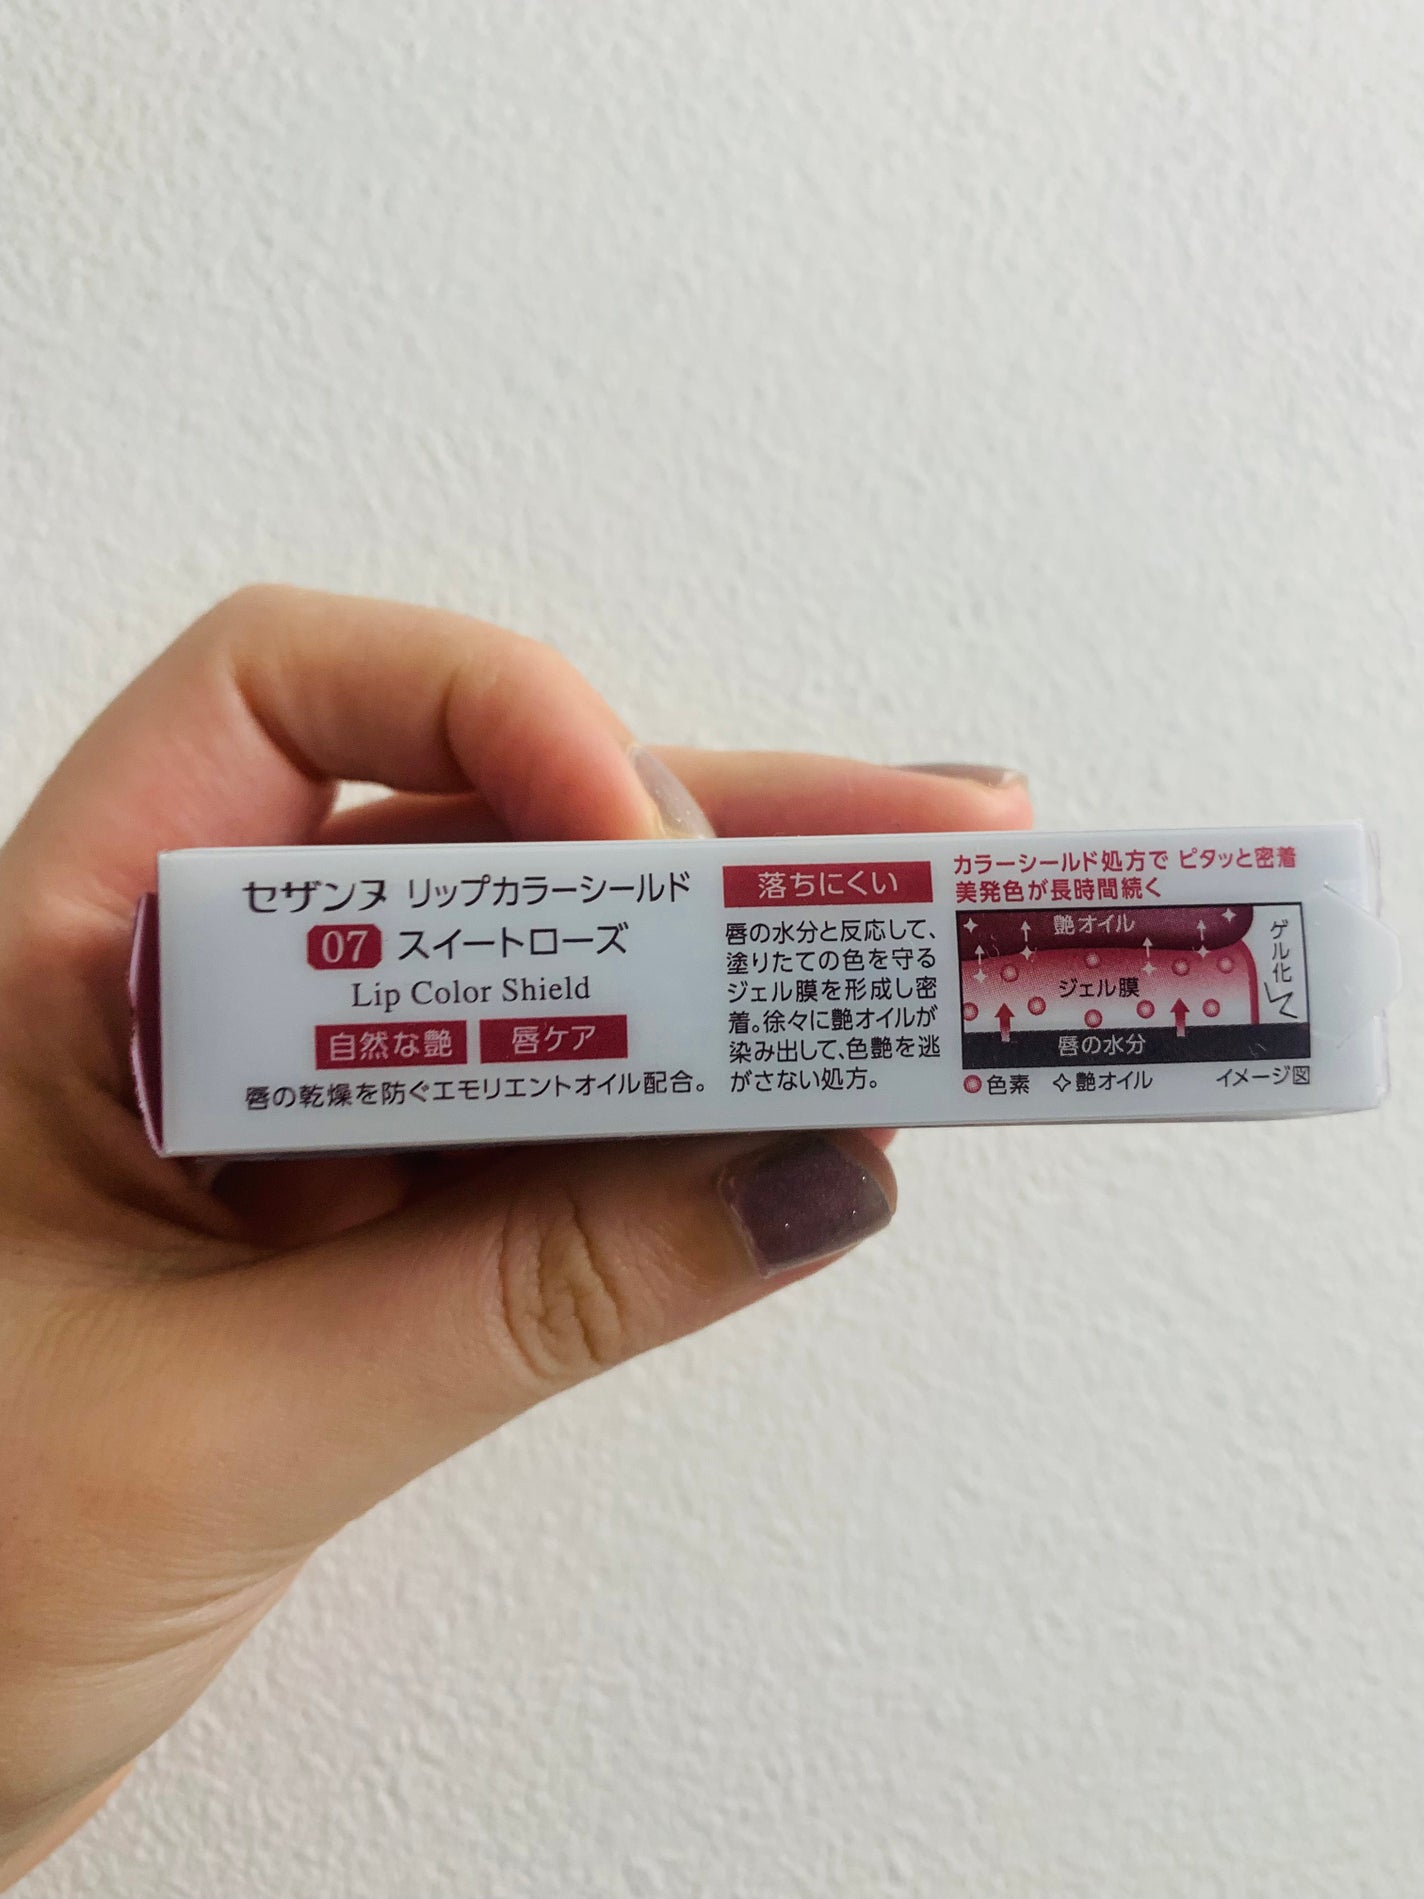 セザンヌ リップカラーシールド
07 スイートローズ
Lip Color Shield
自然な艶 唇ケア
唇の乾燥を防ぐエモリエントオイル配合。
落ちにくい
唇の水分と反応して、
塗りたての色を守る
ジェル膜を形成し密
着。徐々に艶オイルが
染み出して、色艶を逃
がさない処方。
カラーシールド処方で ピタッと密着
美発色が長時間続く
艶オイル
ジェル膜
唇の水分
ゲル化
色素 艶オイル イメージ図